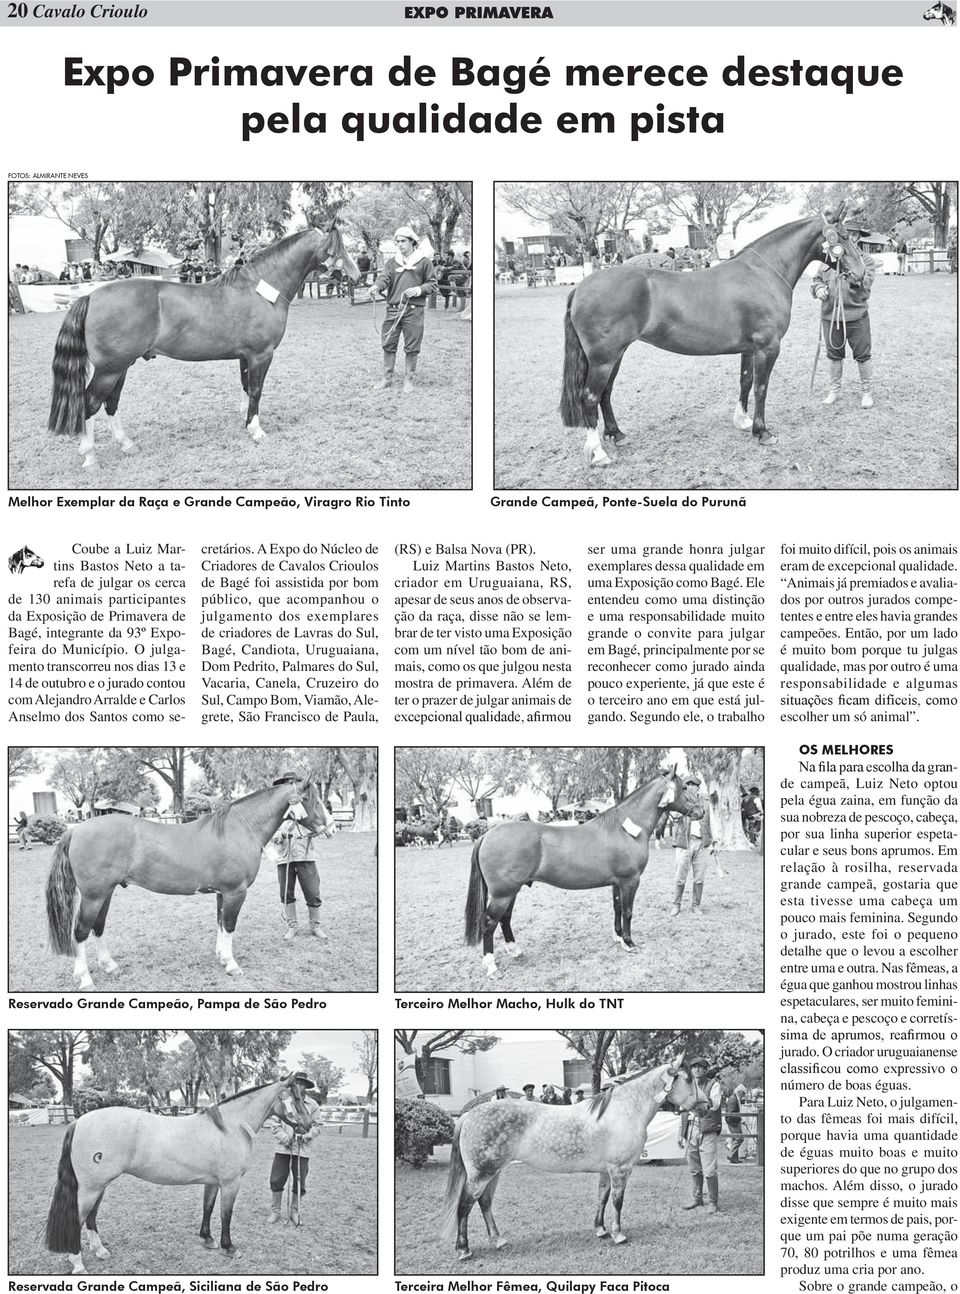 20 Cavalo Crioulo
EXPO PRIMAVERA
Expo Primavera de Bagé merece destaque
pela qualidade em pista
FOTOS: ALMIRANTE NEVES
Melhor Exemplar da Raça e Grande Campeão, Viragro Rio Tinto
Grande Campeã, Ponte-Suela do Purunã
Coube a Luiz Mar-
tins Bastos Neto a ta-
refa de julgar os cerca
de 130 animais participantes
da Exposição de Primavera de
Bagé, integrante da 93º Expo-
feira do Município. O julga-
mento transcorreu nos dias 13 e
14 de outubro e o jurado contou
com Alejandro Arralde e Carlos
Anselmo dos Santos como se-
cretários. A Expo do Núcleo de
Criadores de Cavalos Crioulos
de Bagé foi assistida por bom
público, que acompanhou o
julgamento dos exemplares
de criadores de Lavras do Sul,
Bagé, Candiota, Uruguaiana,
Dom Pedrito, Palmares do Sul,
Vacaria, Canela, Cruzeiro do
Sul, Campo Bom, Viamão, Ale-
grete, São Francisco de Paula,
(RS) e Balsa Nova (PR).
Luiz Martins Bastos Neto,
criador em Uruguaiana, RS,
apesar de seus anos de observa-
ção da raça, disse não se lem-
brar de ter visto uma Exposição
com um nível tão bom de ani-
mais, como os que julgou nesta
mostra de primavera. Além de
ter o prazer de julgar animais de
excepcional qualidade, afirmou
ser uma grande honra julgar
exemplares dessa qualidade em
uma Exposição como Bagé. Ele
entendeu como uma distinção
e uma responsabilidade muito
grande o convite para julgar
em Bagé, principalmente por se
reconhecer como jurado ainda
pouco experiente, já que este é
o terceiro ano em que está jul-
gando. Segundo ele, o trabalho
foi muito difícil, pois os animais
eram de excepcional qualidade.
“Animais já premiados e avalia-
dos por outros jurados compe-
tentes e entre eles havia grandes
campeões. Então, por um lado
é muito bom porque tu julgas
qualidade, mas por outro é uma
responsabilidade e algumas
situações ficam difíceis, como
escolher um só animal”.
Reservado Grande Campeão, Pampa de São Pedro
Terceiro Melhor Macho, Hulk do TNT
Reservada Grande Campeã, Siciliana de São Pedro
Terceira Melhor Fêmea, Quilapy Faca Pitoca
OS MELHORES
Na fila para escolha da gran-
de campeã, Luiz Neto optou
pela égua zaina, em função da
sua nobreza de pescoço, cabeça,
por sua linha superior espeta-
cular e seus bons aprumos. Em
relação à rosilha, reservada
grande campeã, gostaria que
esta tivesse uma cabeça um
pouco mais feminina. Segundo
o jurado, este foi o pequeno
detalhe que o levou a escolher
entre uma e outra. Nas fêmeas, a
égua que ganhou mostrou linhas
espetaculares, ser muito femini-
na, cabeça e pescoço e corretís-
sima de aprumos, reafirmou o
jurado. O criador uruguaianense
classificou como expressivo o
número de boas éguas.
Para Luiz Neto, o julgamen-
to das fêmeas foi mais difícil,
porque havia uma quantidade
de éguas muito boas e muito
superiores do que no grupo dos
machos. Além disso, o jurado
disse que sempre é muito mais
exigente em termos de pais, por-
que um pai põe numa geração
70, 80 potrilhos e uma fêmea
produz uma cria por ano.
Sobre o grande campeão, o